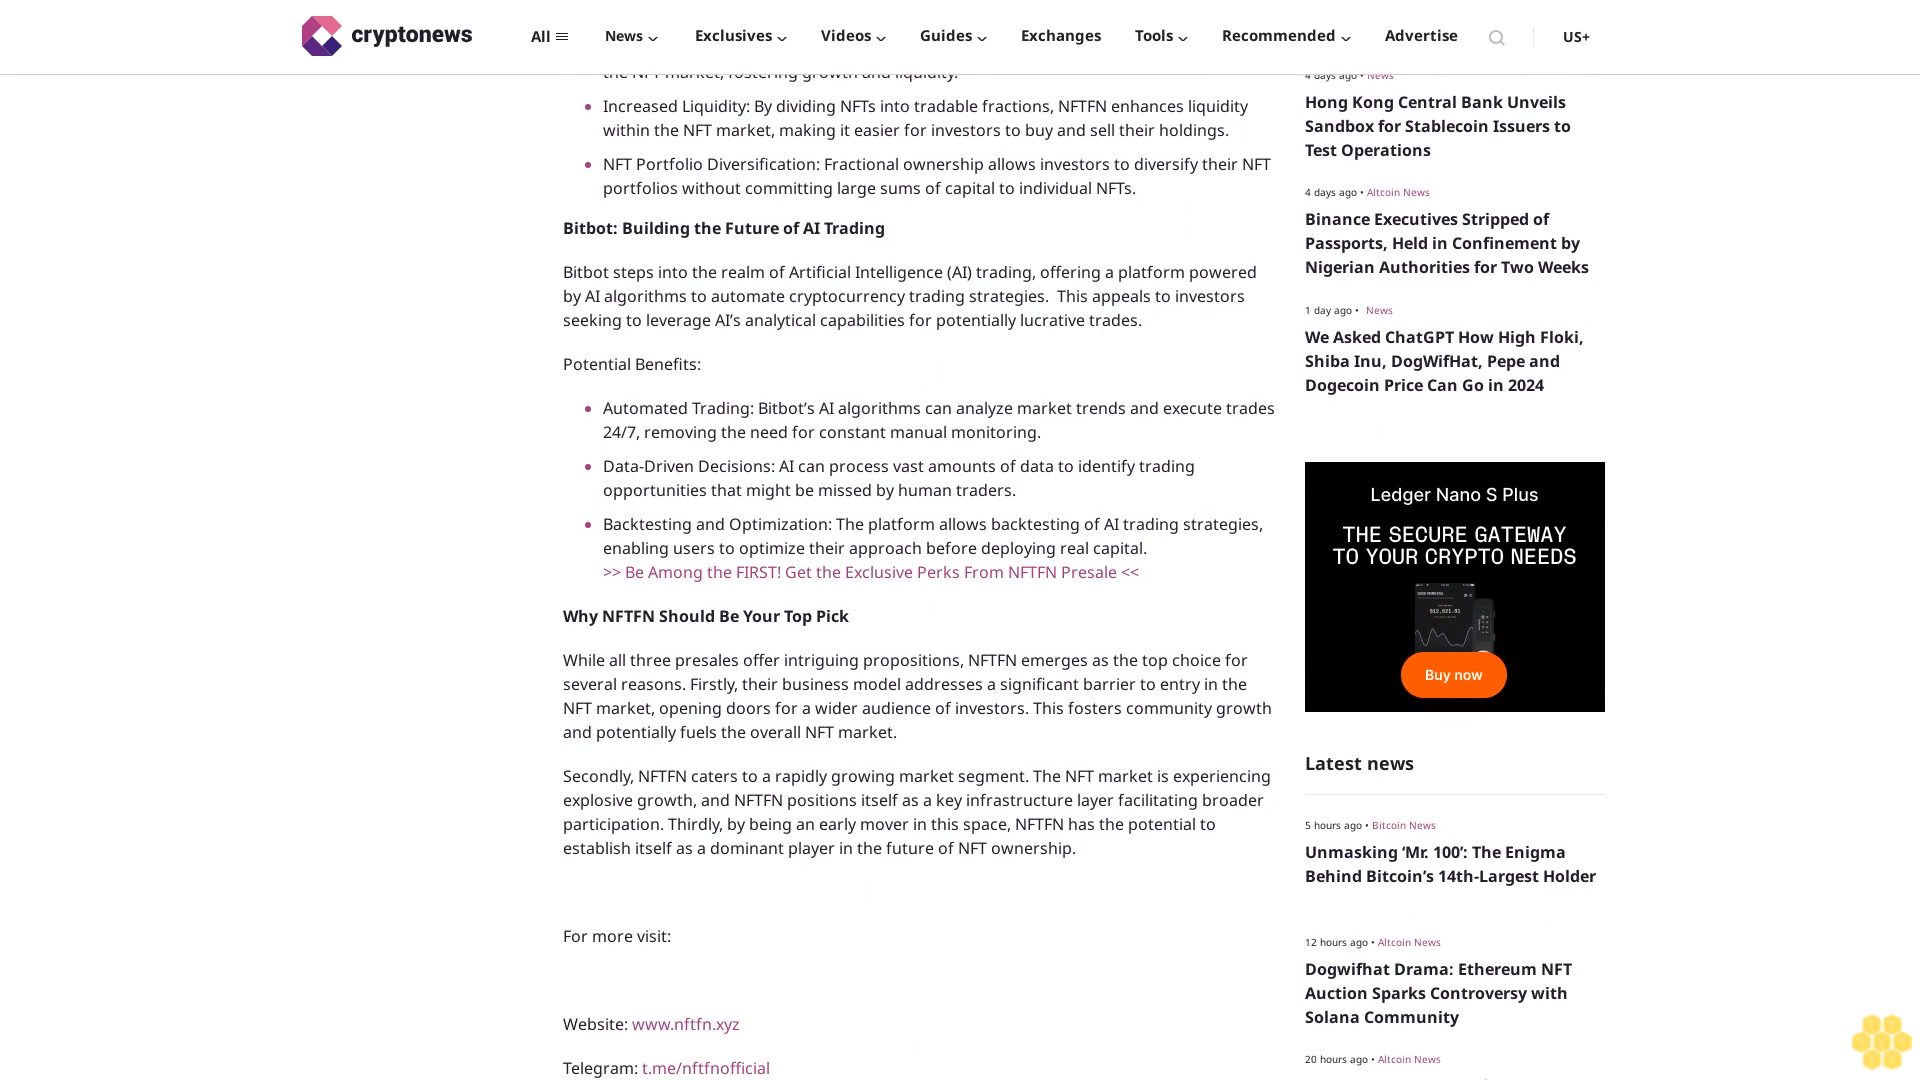 cryptonews
All
News
Exclusives
Videos
Guides
Exchanges
Tools
Recommended
Advertise
US+
the NFT market, fostering growth and liquidity.
Increased Liquidity: By dividing NFTs into tradable fractions, NFTFN enhances liquidity
within the NFT market, making it easier for investors to buy and sell their holdings.
NFT Portfolio Diversification: Fractional ownership allows investors to diversify their NFT
portfolios without committing large sums of capital to individual NFTs.
Bitbot: Building the Future of AI Trading
Bitbot steps into the realm of Artificial Intelligence (AI) trading, offering a platform powered
by AI algorithms to automate cryptocurrency trading strategies.  This appeals to investors
seeking to leverage AI’s analytical capabilities for potentially lucrative trades.
Potential Benefits:
Automated Trading: Bitbot’s AI algorithms can analyze market trends and execute trades
24/7, removing the need for constant manual monitoring.
Data-Driven Decisions: AI can process vast amounts of data to identify trading
opportunities that might be missed by human traders.
Backtesting and Optimization: The platform allows backtesting of AI trading strategies,
enabling users to optimize their approach before deploying real capital.
>> Be Among the FIRST! Get the Exclusive Perks From NFTFN Presale <<
Why NFTFN Should Be Your Top Pick
While all three presales offer intriguing propositions, NFTFN emerges as the top choice for
several reasons. Firstly, their business model addresses a significant barrier to entry in the
NFT market, opening doors for a wider audience of investors. This fosters community growth
and potentially fuels the overall NFT market.
Secondly, NFTFN caters to a rapidly growing market segment. The NFT market is experiencing
explosive growth, and NFTFN positions itself as a key infrastructure layer facilitating broader
participation. Thirdly, by being an early mover in this space, NFTFN has the potential to
establish itself as a dominant player in the future of NFT ownership.
For more visit:
Website: www.nftfn.xyz
Telegram: t.me/nftfnofficial
4 days ago • News
Hong Kong Central Bank Unveils
Sandbox for Stablecoin Issuers to
Test Operations
4 days ago • Altcoin News
Binance Executives Stripped of
Passports, Held in Confinement by
Nigerian Authorities for Two Weeks
1 day ago • News
We Asked ChatGPT How High Floki,
Shiba Inu, DogWifHat, Pepe and
Dogecoin Price Can Go in 2024
Ledger Nano S Plus
THE SECURE GATEWAY
TO YOUR CRYPTO NEEDS
$12,021.01
Buy now
Latest news
5 hours ago • Bitcoin News
Unmasking ‘Mr. 100’: The Enigma
Behind Bitcoin’s 14th-Largest Holder
12 hours ago • Altcoin News
Dogwifhat Drama: Ethereum NFT
Auction Sparks Controversy with
Solana Community
20 hours ago • Altcoin News